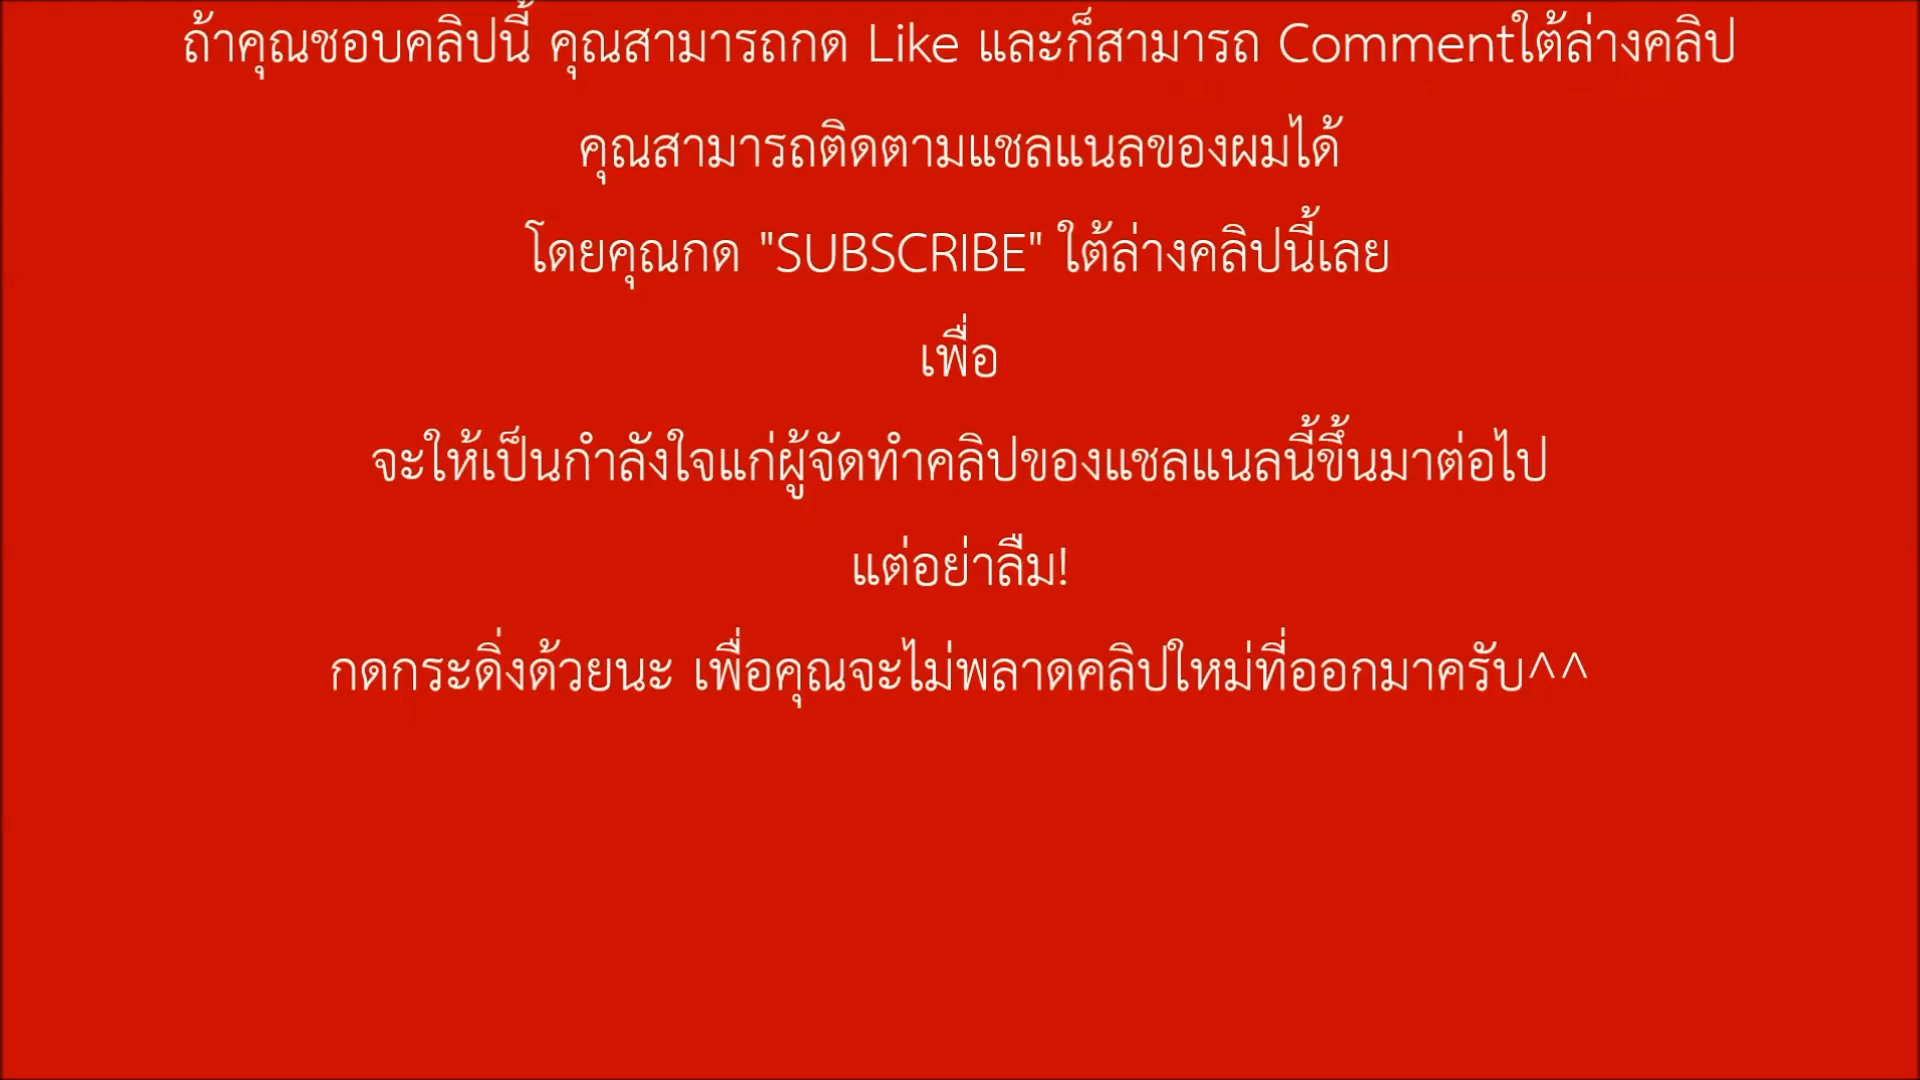 ถ้าคุณชอบคลิปนี้ คุณสามารถกด Like และก็สามารถ Commentใต้ล่างคลิป
คุณสามารถติดตามแชลแนลของผมได้
โดยคุณกด "SUBSCRIBE" ใต้ล่างคลิปนี้เลย
เพื่อ
จะให้เป็นกำลังใจแก่ผู้จัดทำคลิปของแชลแนลนี้ขึ้นมาต่อไป
แต่อย่าลืม!
กดกระดิ่งด้วยนะ เพื่อคุณจะไม่พลาดคลิปใหม่ที่ออกมาครับ^^